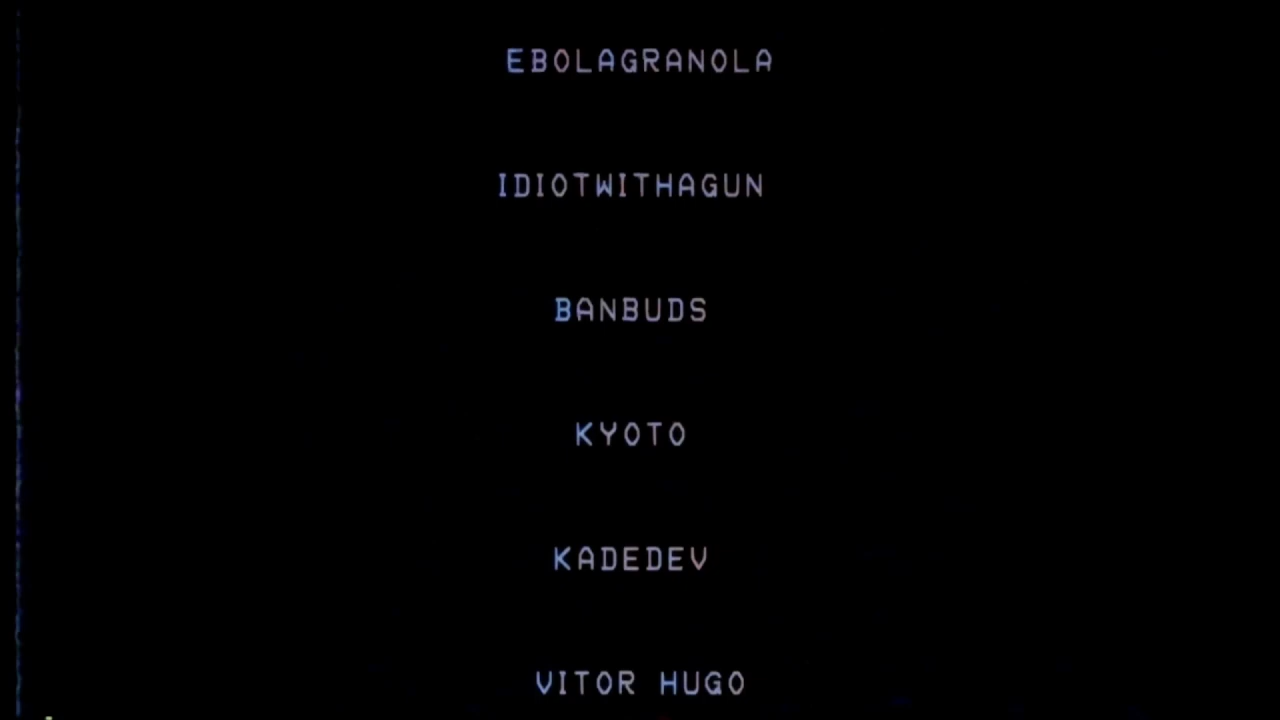 EBOLAGRANOLA
IDIOTWITHAGUN
BANBUDS
KYOTO
KADEDEV
VITOR HUGO